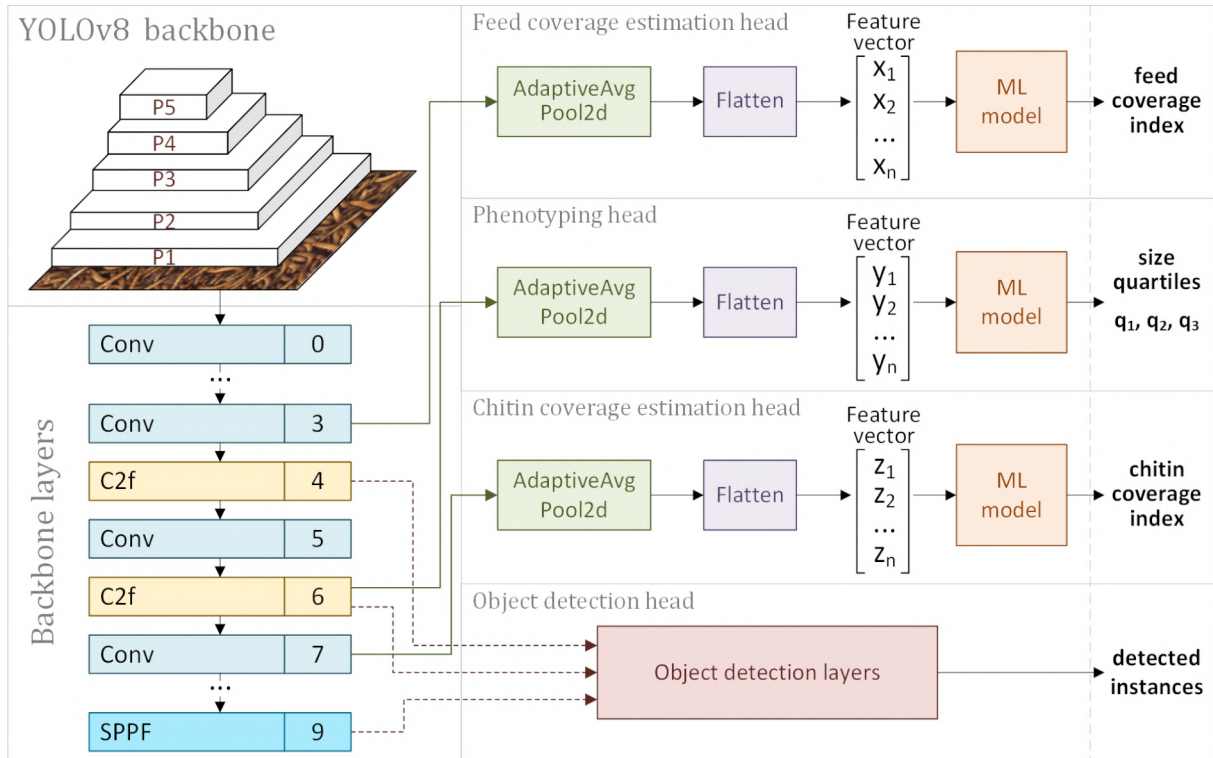 YOLOv8 backbone
P5
P4
P3
P2
P1
Backbone layers
Conv 0
...
Conv 3
C2f 4
Conv 5
C2f 6
Conv 7
...
SPPF 9
Feed coverage estimation head
AdaptiveAvg
Pool2d
Flatten
Feature
vector
x₁
x₂
...
xₙ
ML
model
feed
coverage
index
Phenotyping head
AdaptiveAvg
Pool2d
Flatten
Feature
vector
y₁
y₂
...
yₙ
ML
model
size
quartiles
q₁, q₂, q₃
Chitin coverage estimation head
AdaptiveAvg
Pool2d
Flatten
Feature
vector
z₁
z₂
...
zₙ
ML
model
chitin
coverage
index
Object detection head
Object detection layers
detected
instances